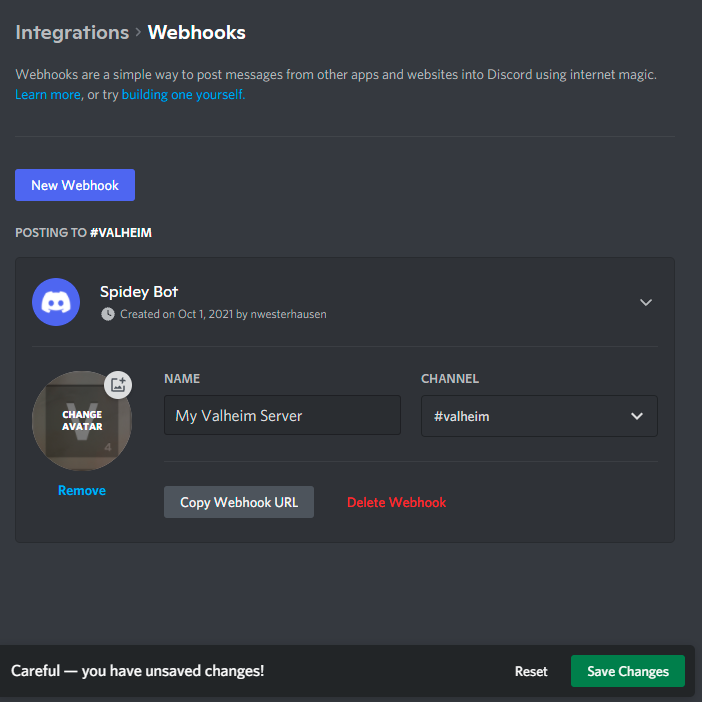 Integrations > Webhooks
Webhooks are a simple way to post messages from other apps and websites into Discord using internet magic.
Learn more, or try building one yourself.
New Webhook
POSTING TO #VALHEIM
Spidey Bot
Created on Oct 1, 2021 by nwesterhausen
V
4
CHANGE
AVATAR
Remove
NAME
My Valheim Server
CHANNEL
#valheim
Copy Webhook URL
Delete Webhook
Careful — you have unsaved changes!
Reset
Save Changes